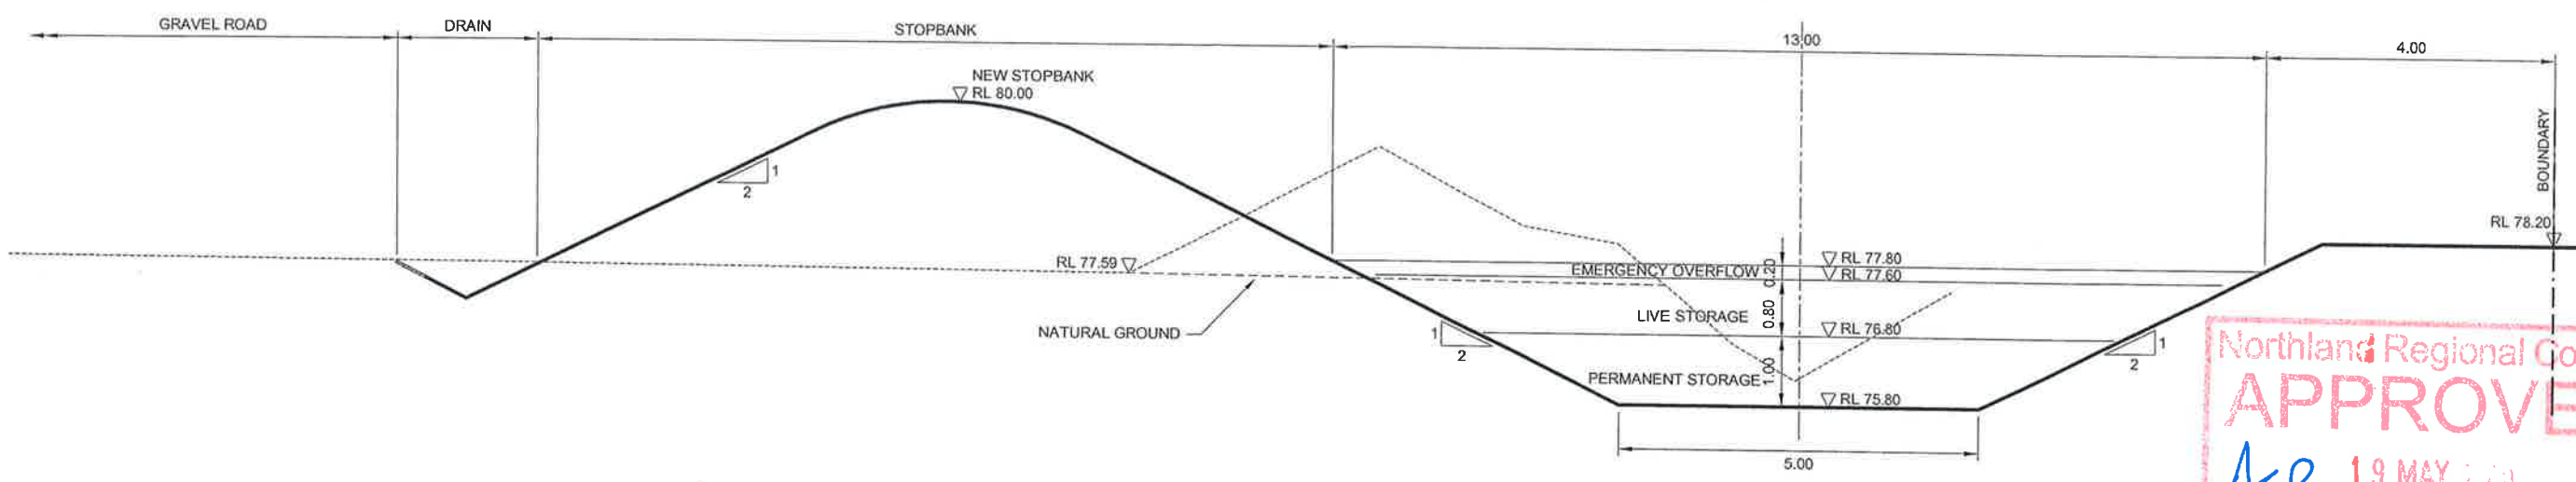 GRAVEL ROAD
DRAIN
STOPBANK
13.00
4.00
NEW STOPBANK
RL 80.00
BOUNDARY
1
2
RL 78.20
RL 77.59
RL 77.80
EMERGENCY OVERFLOW
0.20
RL 77.60
NATURAL GROUND
LIVE STORAGE
0.80
RL 76.80
1
2
1
2
PERMANENT STORAGE
1.00
RL 75.80
5.00
Northland Regional Co
APPROVE
19 MAY